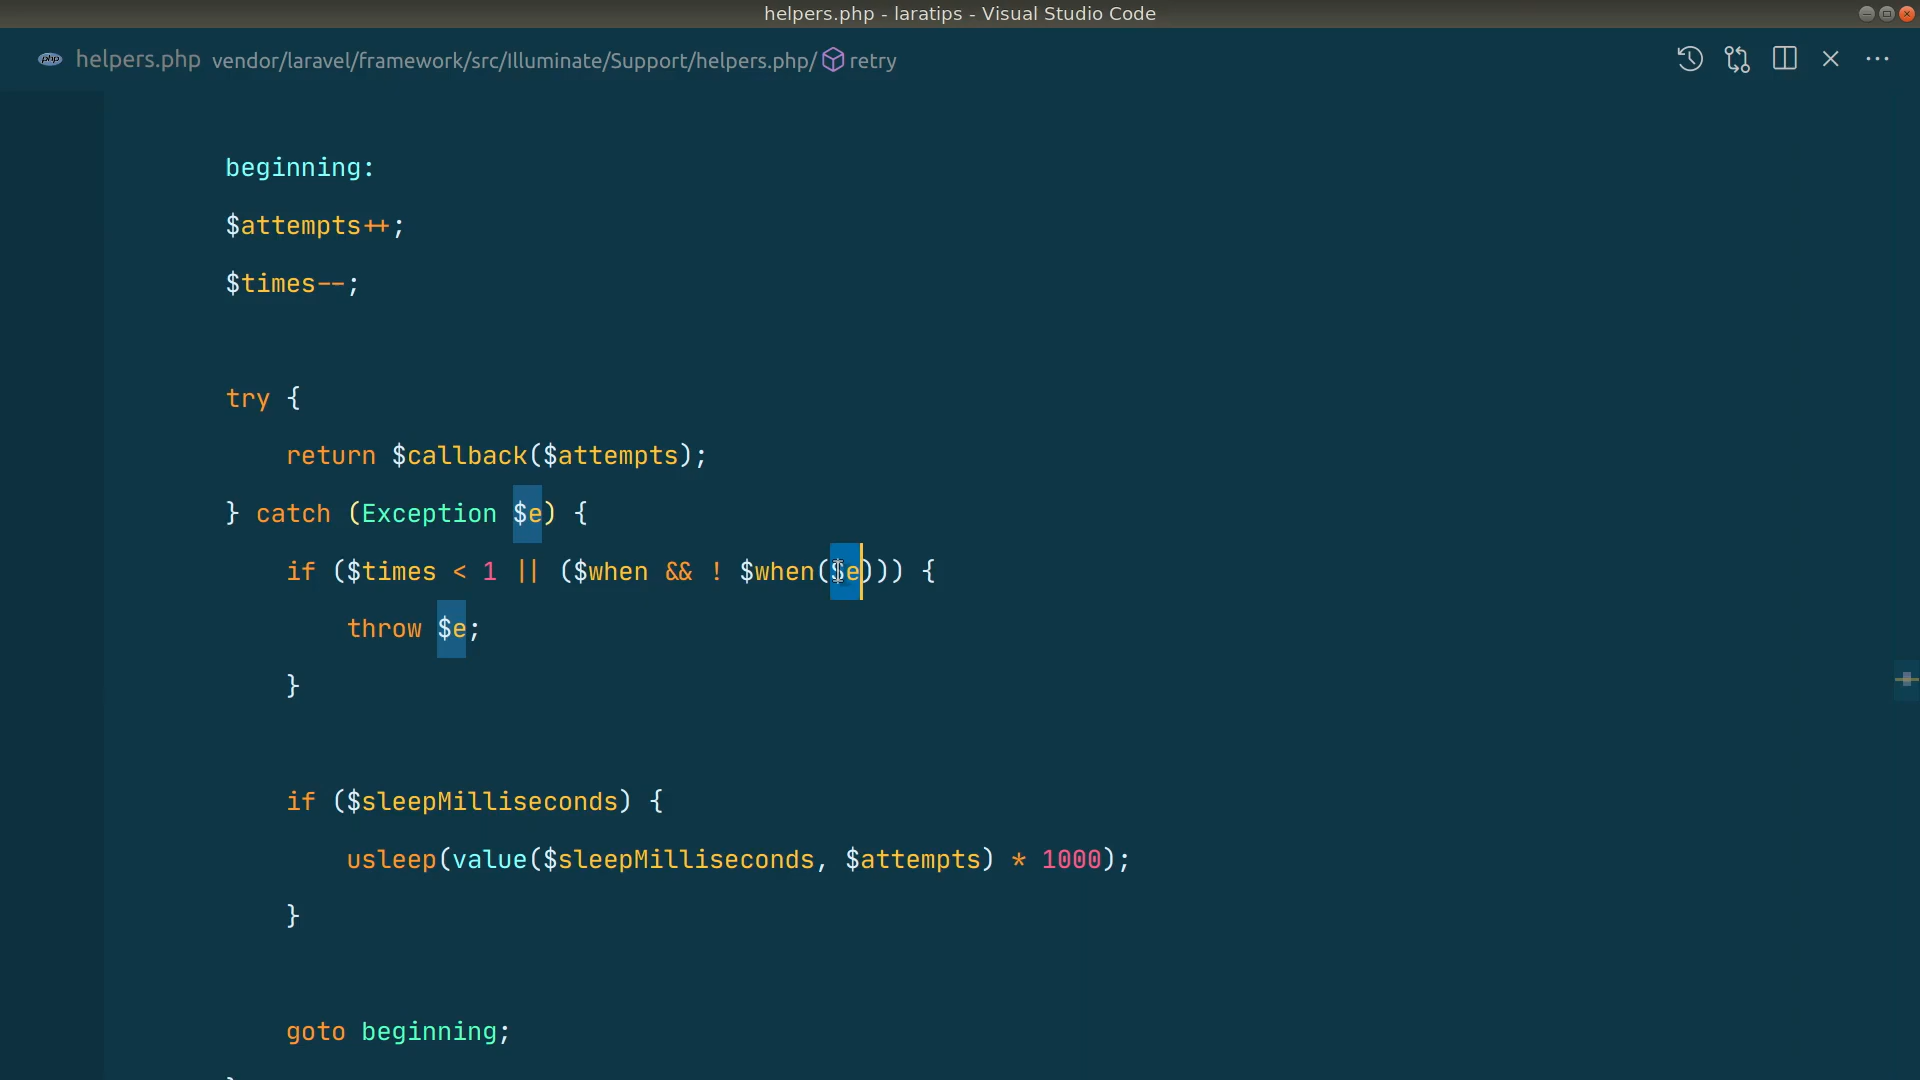 helpers.php - laratips - Visual Studio Code
php helpers.php vendor/laravel/framework/src/Illuminate/Support/helpers.php/ retry
beginning:
$attempts++;
$times--;
try {
return $callback($attempts);
} catch (Exception $e) {
if ($times < 1 || ($when && ! $when($e))) {
throw $e;
}
if ($sleepMilliseconds) {
usleep(value($sleepMilliseconds, $attempts) * 1000);
}
goto beginning;
}